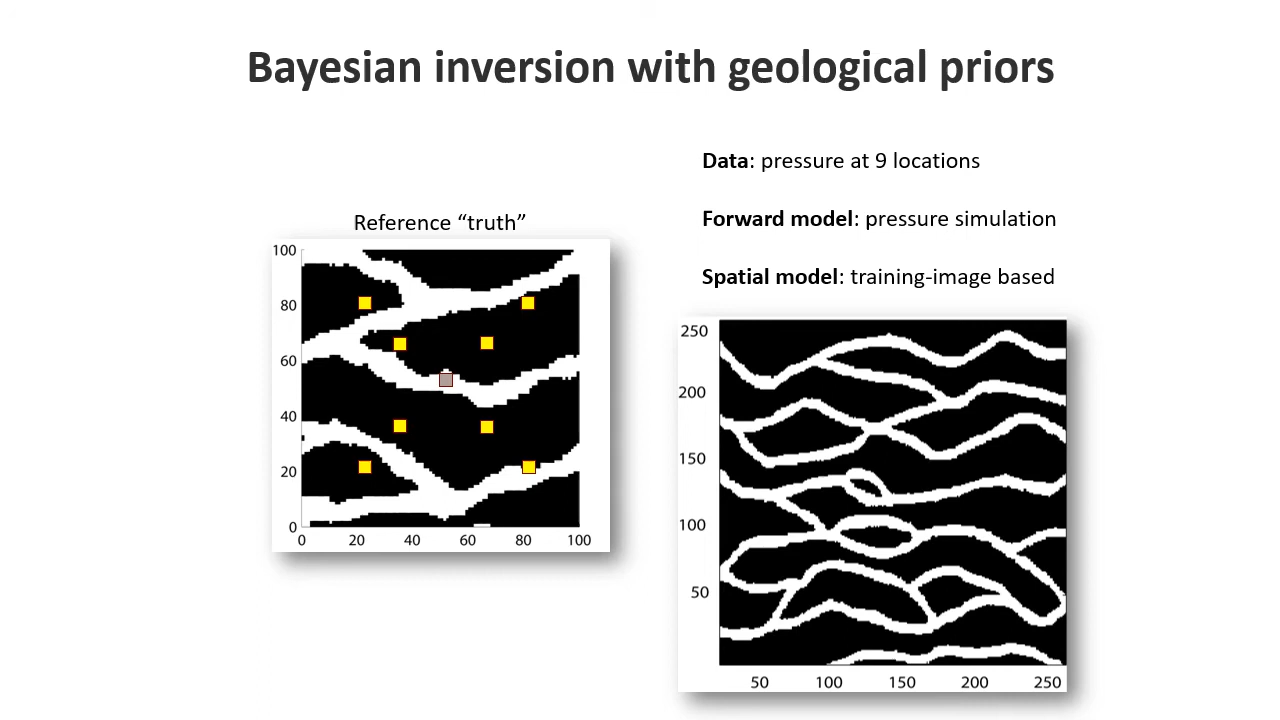 Bayesian inversion with geological priors
Data: pressure at 9 locations
Forward model: pressure simulation
Spatial model: training-image based
Reference “truth”
100
80
60
40
20
0
0 20 40 60 80 100
250
200
150
100
50
50 100 150 200 250